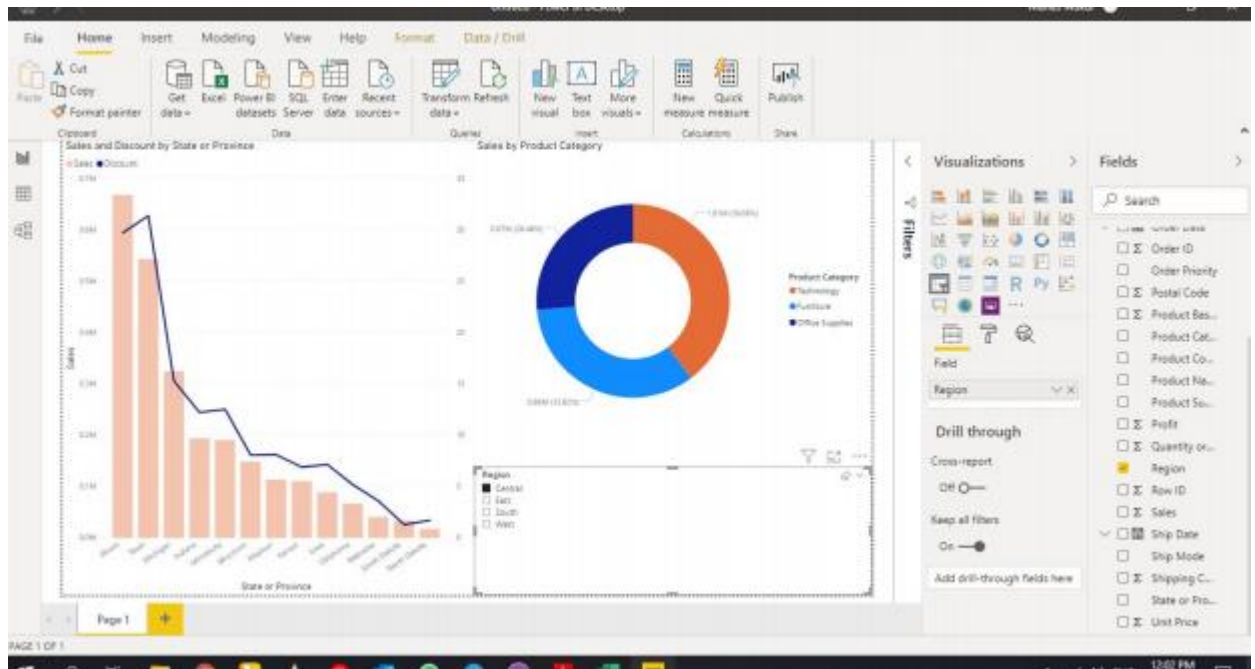 File Home Insert Modeling View Help Format Data / Drill
Paste
Cut
Copy
Format painter
Get data
Excel
Power BI datasets
SQL Server
Enter data
Recent sources
Transform data
Refresh
New visual
Text box
More visuals
New measure
Quick measure
Publish
Clipboard
Data
Queries
Insert
Calculations
Share
Sales and Discount by State or Province
Sales Discount
Sales
State or Province
Sales by Product Category
Product Category
Technology
Furniture
Office Supplies
Region
Central
East
South
West
Filters
Visualizations
R Py
Field
Region
Drill through
Cross-report
Off
Keep all filters
On
Add drill-through fields here
Fields
Search
Order ID
Order Priority
Postal Code
Product Bas...
Product Cat...
Product Co...
Product Na...
Product Su...
Profit
Quantity or...
Region
Row ID
Sales
Ship Date
Ship Mode
Shipping C...
State or Pro...
Unit Price
Page 1
PAGE 1 OF 1
12:02 PM